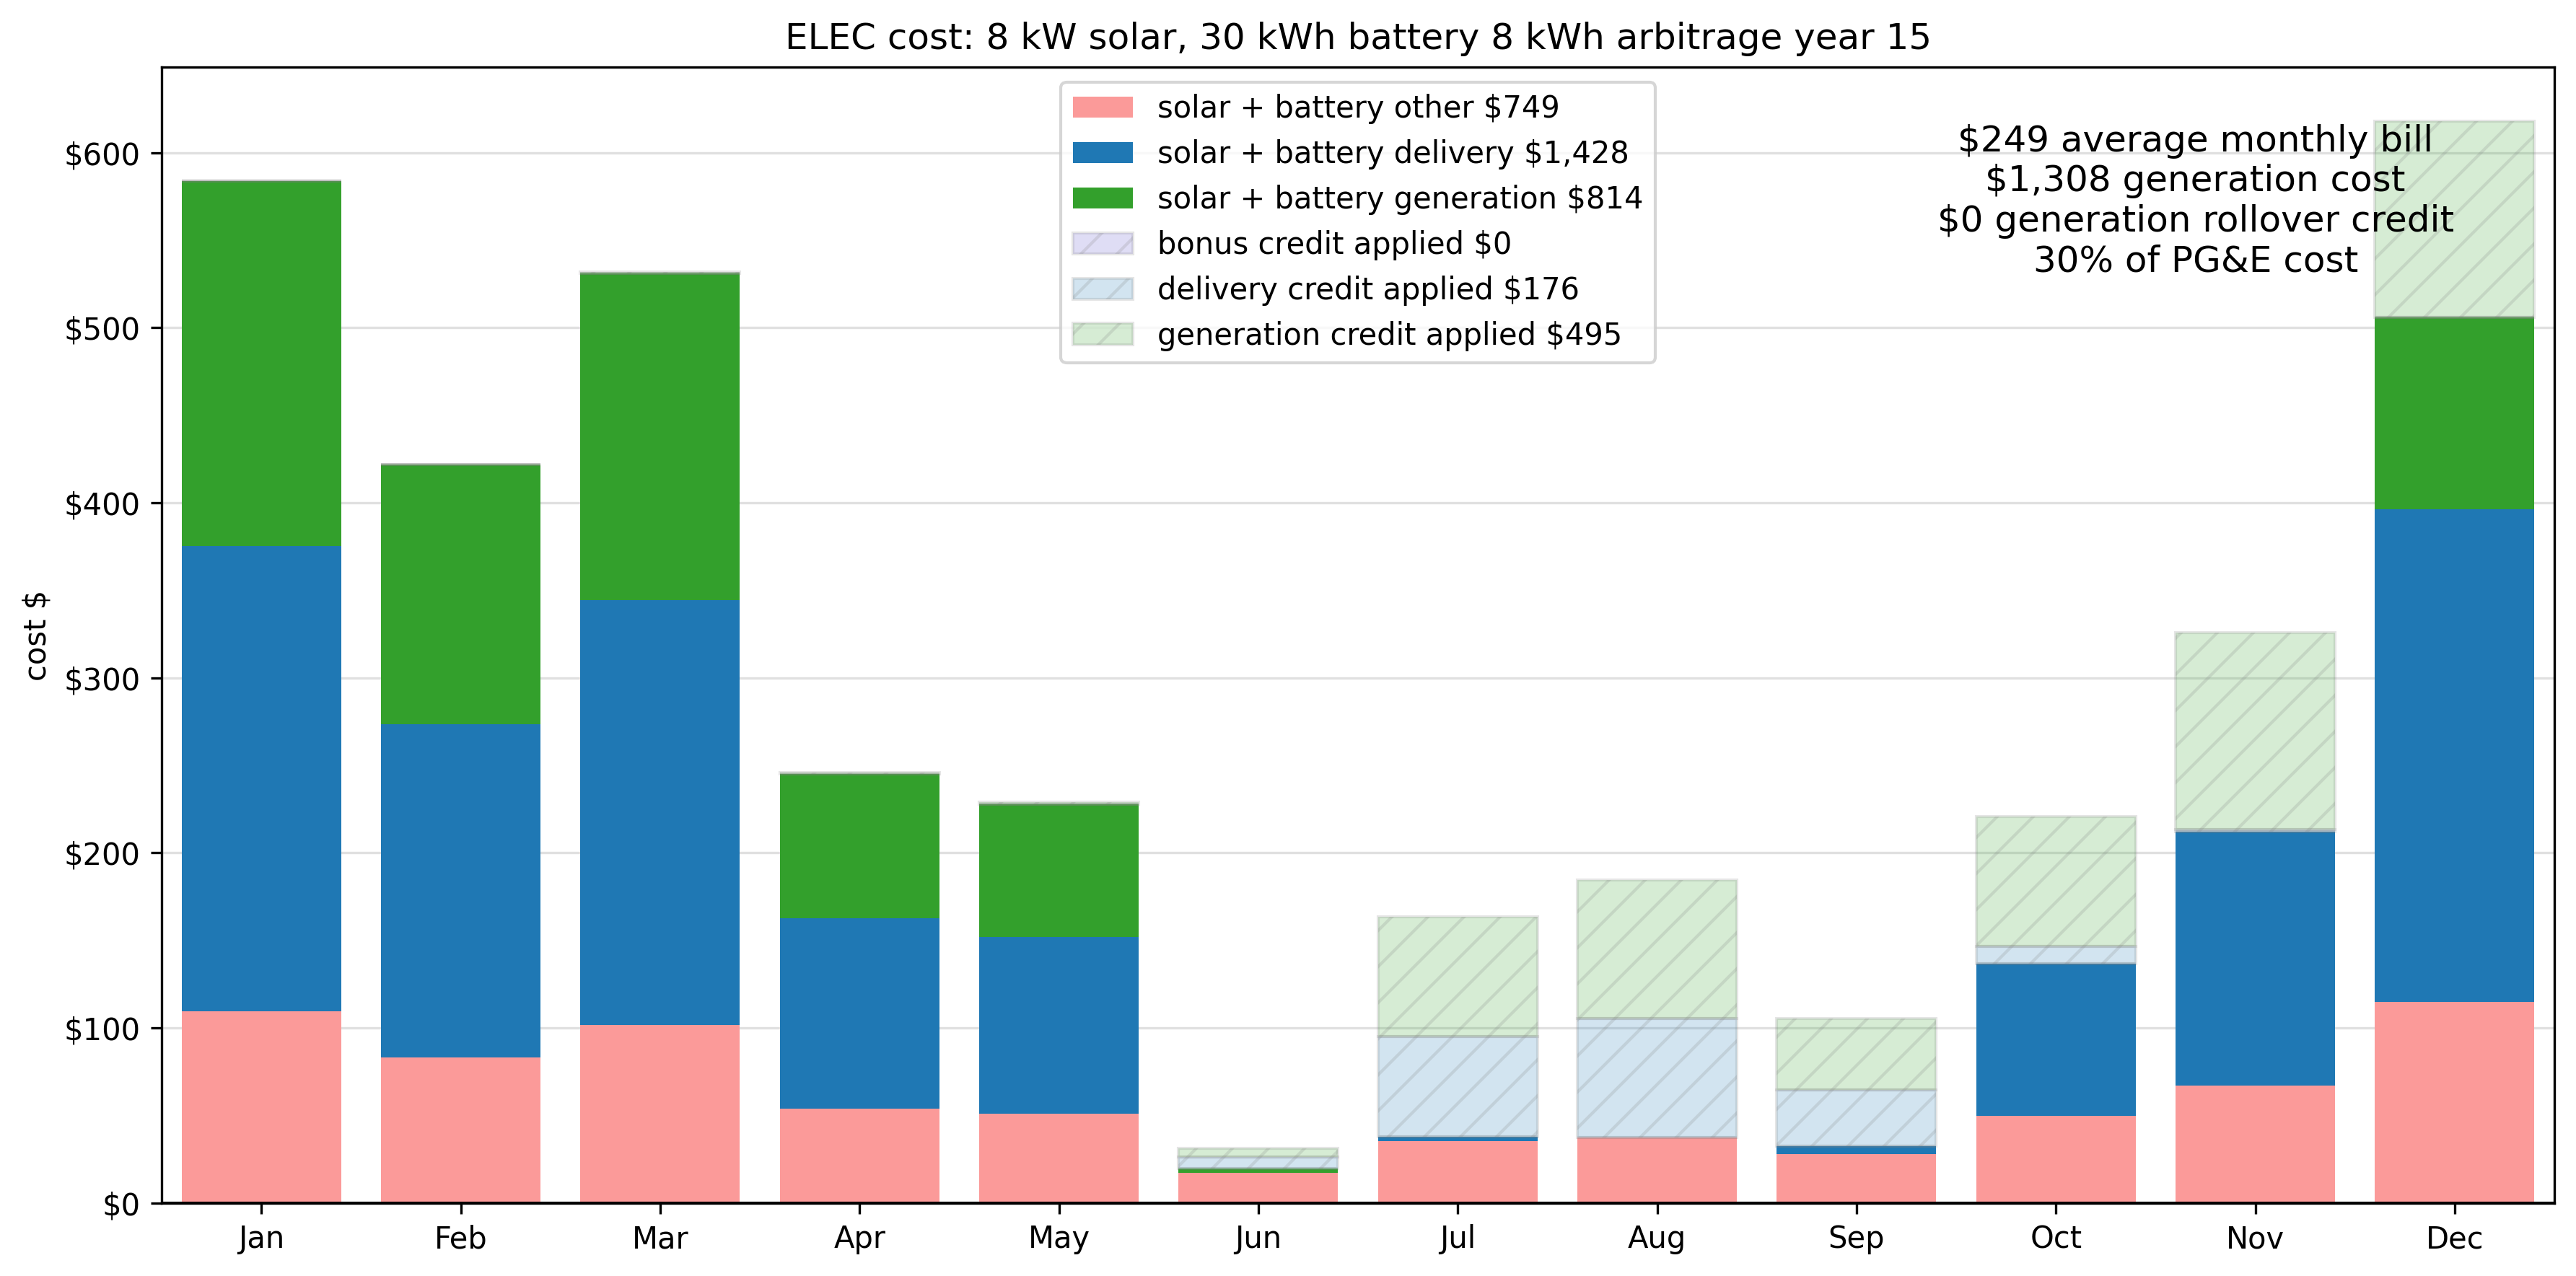 ELEC cost: 8 kW solar, 30 kWh battery 8 kWh arbitrage year 15
solar + battery other $749
solar + battery delivery $1,428
solar + battery generation $814
bonus credit applied $0
delivery credit applied $176
generation credit applied $495
$249 average monthly bill
$1,308 generation cost
$0 generation rollover credit
30% of PG&E cost
cost $
$600
$500
$400
$300
$200
$100
$0
Jan Feb Mar Apr May Jun Jul Aug Sep Oct Nov Dec